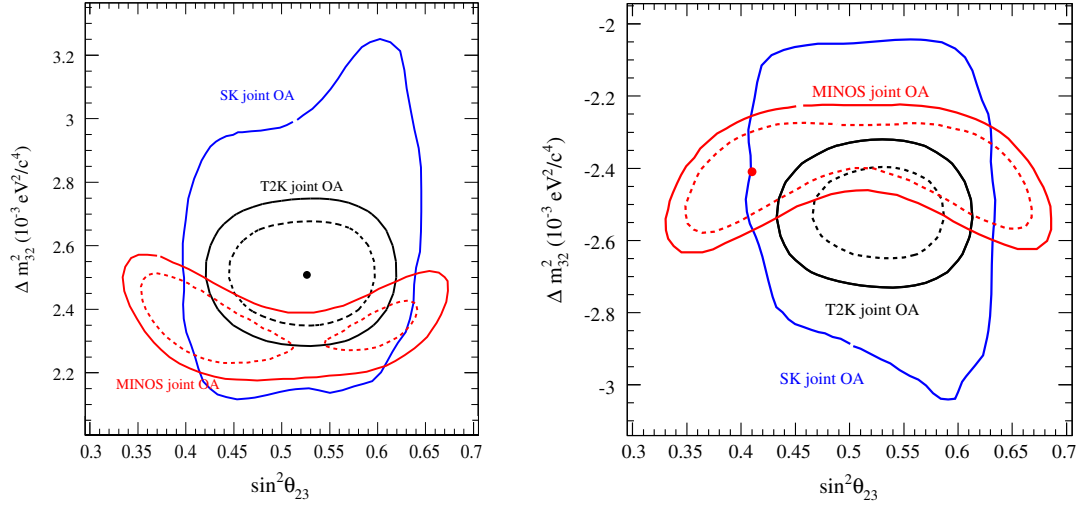 3.2
3
2.8
2.6
2.4
2.2
Δ m²₃₂ (10⁻³ eV²/c⁴)
SK joint OA
T2K joint OA
MINOS joint OA
0.3 0.35 0.4 0.45 0.5 0.55 0.6 0.65 0.7
sin²θ₂₃
-2
-2.2
-2.4
-2.6
-2.8
-3
Δ m²₃₂ (10⁻³ eV²/c⁴)
MINOS joint OA
T2K joint OA
SK joint OA
0.3 0.35 0.4 0.45 0.5 0.55 0.6 0.65 0.7
sin²θ₂₃